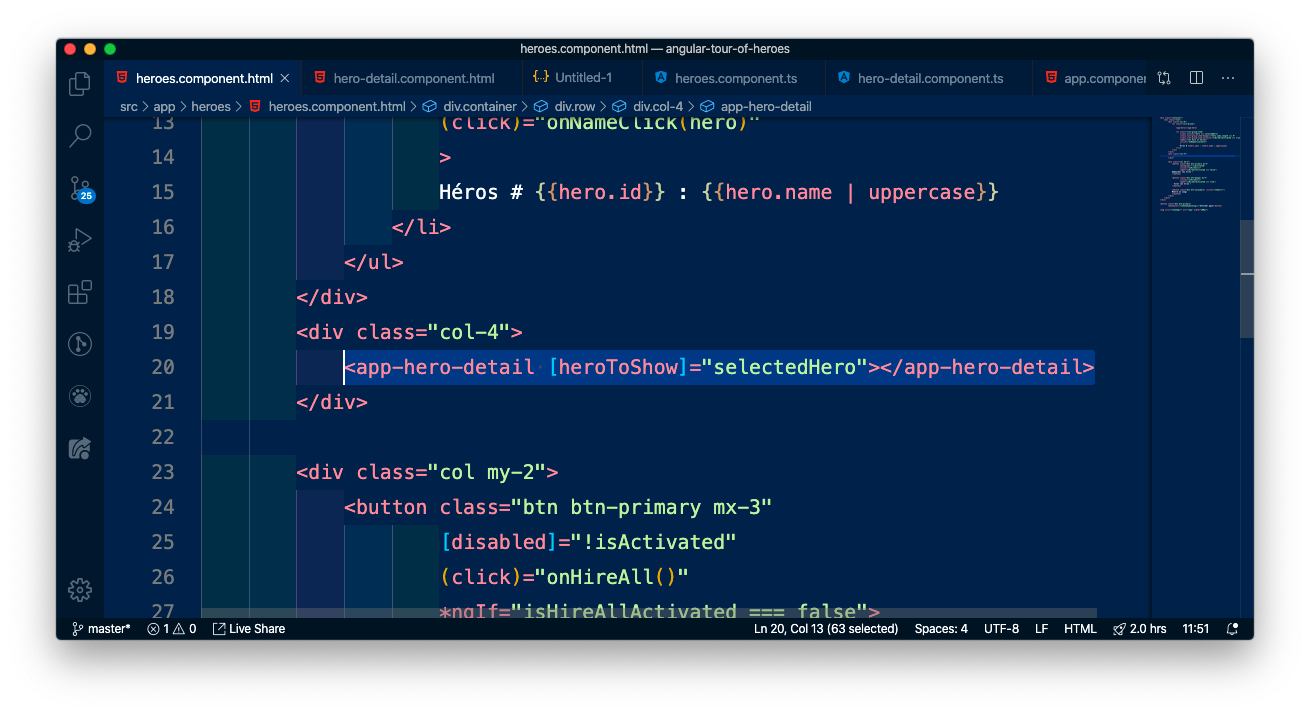 heroes.component.html — angular-tour-of-heroes
heroes.component.html hero-detail.component.html Untitled-1 heroes.component.ts hero-detail.component.ts app.componen
src > app > heroes > heroes.component.html > div.container > div.row > div.col-4 > app-hero-detail
13 (click)="onNameClick(hero)"
14 >
15 Héros # {{hero.id}} : {{hero.name | uppercase}}
16 </li>
17 </ul>
18 </div>
19 <div class="col-4">
20 <app-hero-detail [heroToShow]="selectedHero"></app-hero-detail>
21 </div>
22
23 <div class="col my-2">
24 <button class="btn btn-primary mx-3"
25 [disabled]="!isActivated"
26 (click)="onHireAll()"
27 *ngIf="isHireAllActivated === false">
25
master* 1 0 Live Share Ln 20, Col 13 (63 selected) Spaces: 4 UTF-8 LF HTML 2.0 hrs 11:51